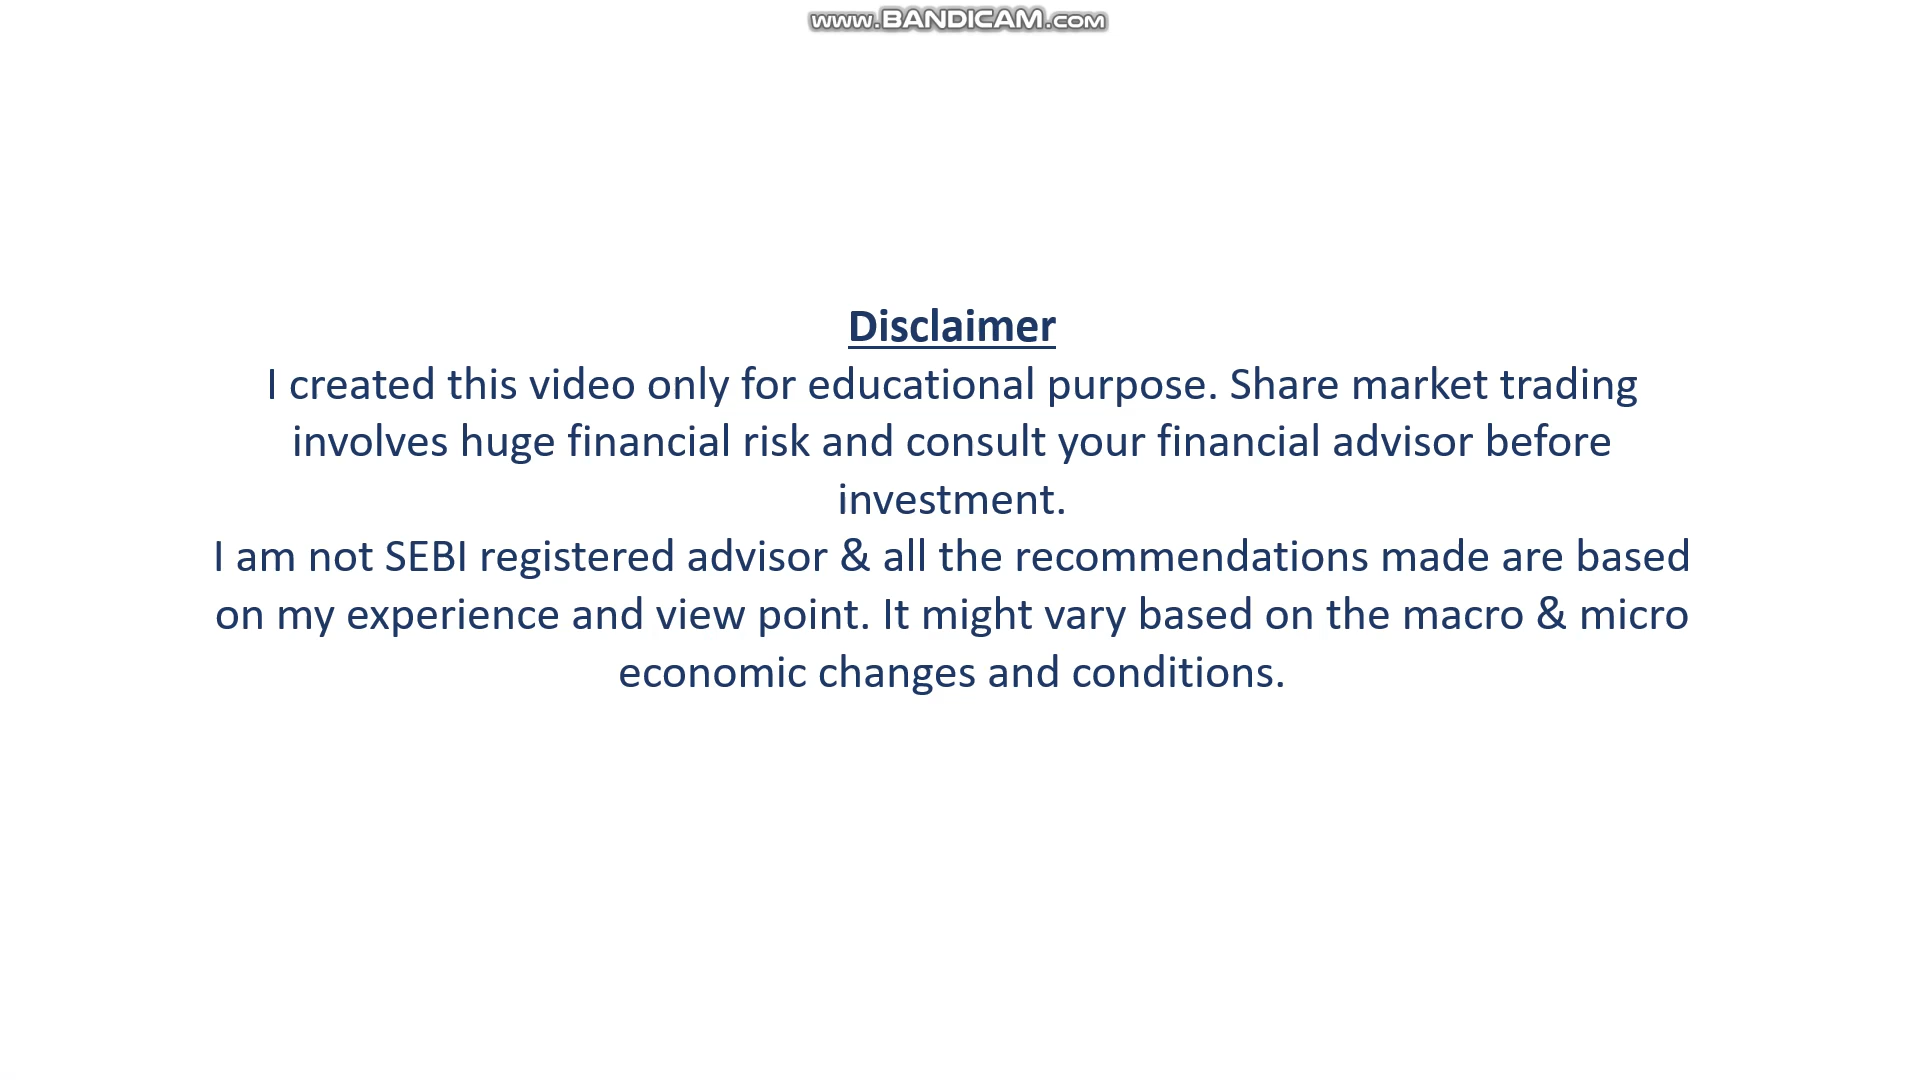 www.BANDICAM.com
Disclaimer
I created this video only for educational purpose. Share market trading
involves huge financial risk and consult your financial advisor before
investment.
I am not SEBI registered advisor & all the recommendations made are based
on my experience and view point. It might vary based on the macro & micro
economic changes and conditions.